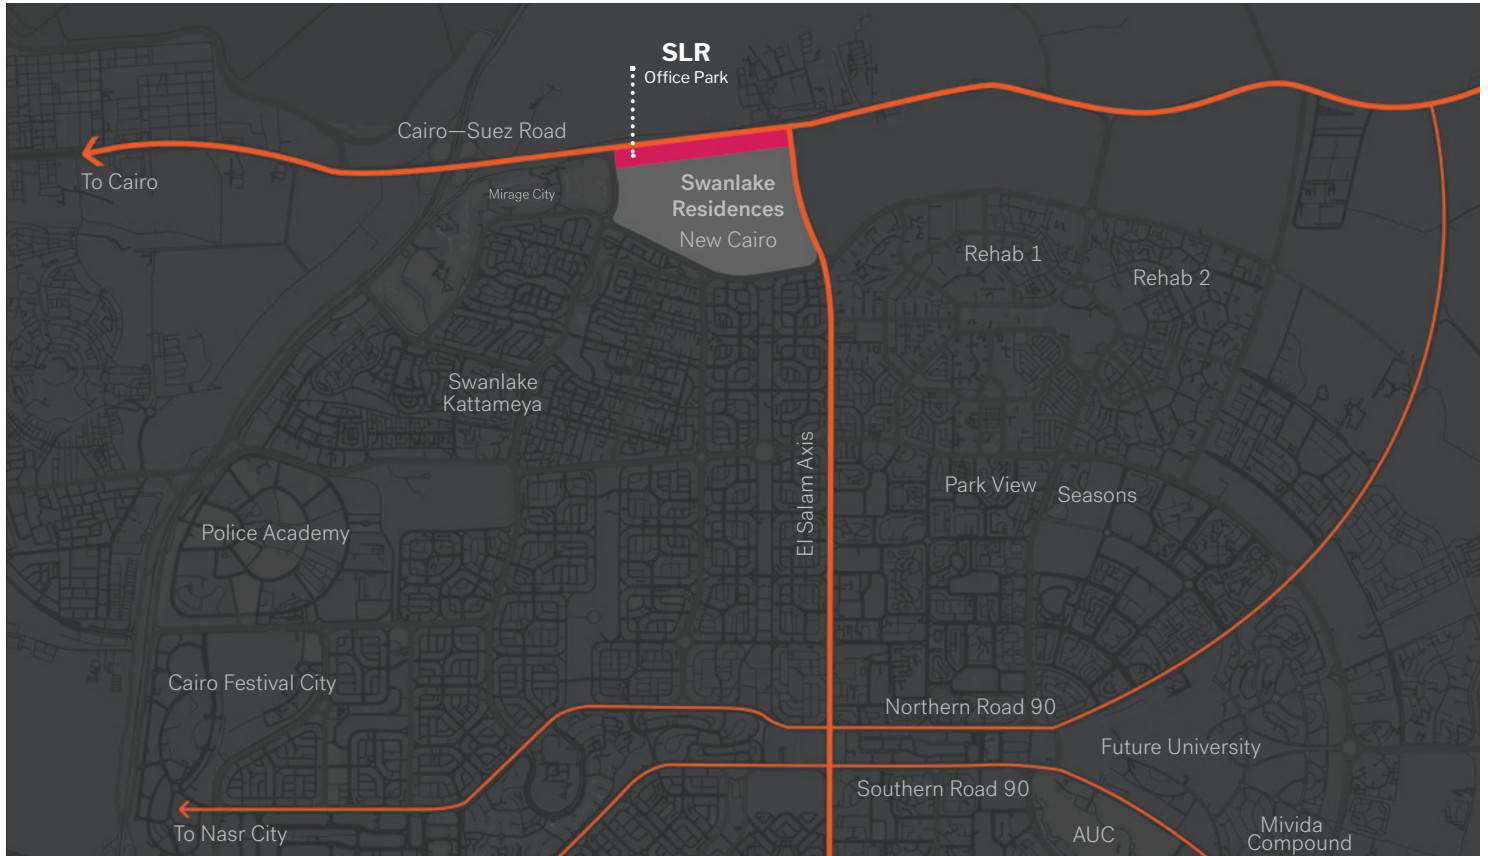 SLR
Office Park
Cairo—Suez Road
To Cairo
Mirage City
Swanlake
Residences
New Cairo
Rehab 1
Rehab 2
Swanlake
Kattameya
El Salam Axis
Park View
Seasons
Police Academy
Cairo Festival City
Northern Road 90
Future University
Southern Road 90
To Nasr City
AUC
Mivida
Compound